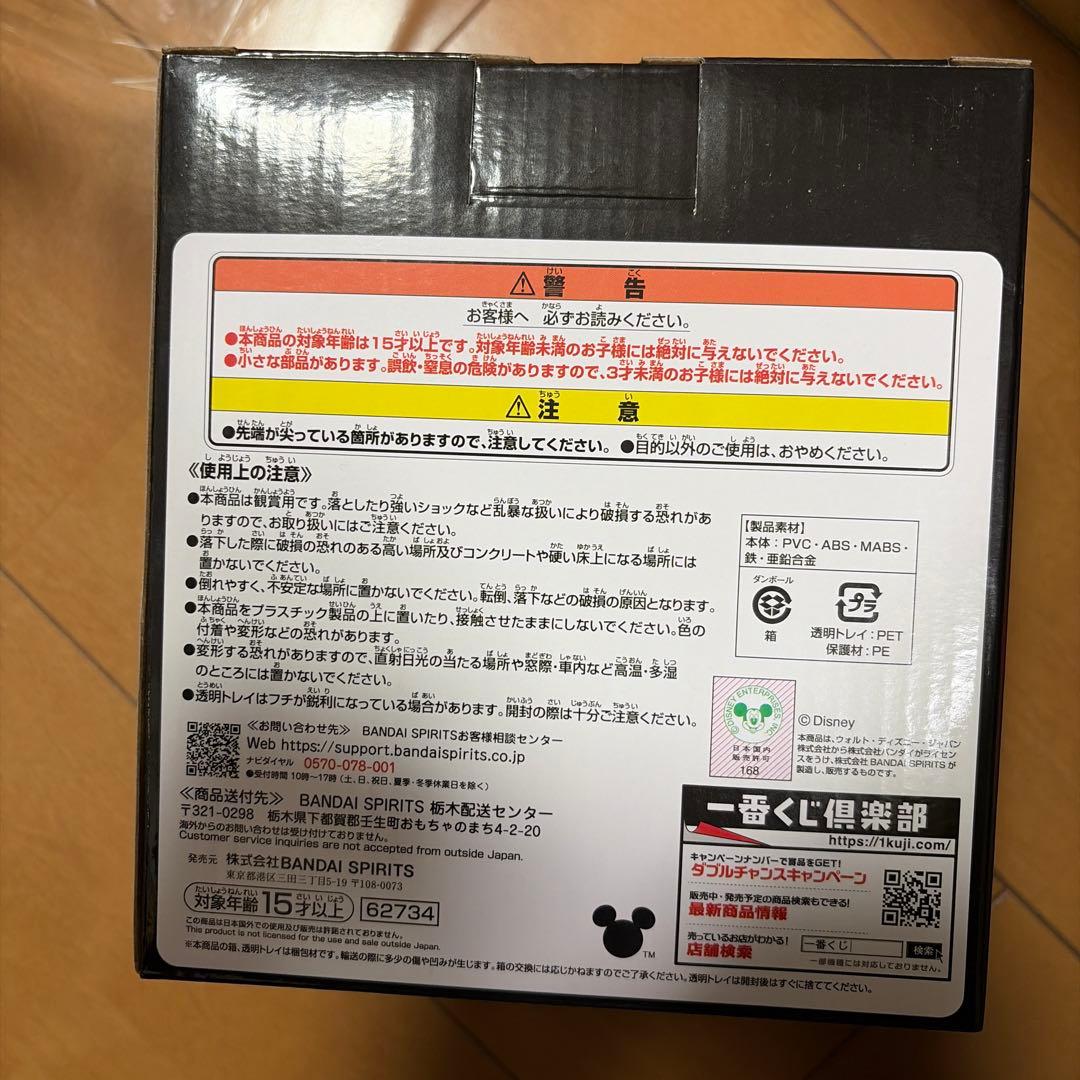 ⚠警告
お客様へ 必ずお読みください。
●本商品の対象年齢は15才以上です。対象年齢未満のお子様には絶対に与えないでください。
●小さな部品があります。誤飲・窒息の危険がありますので、3才未満のお子様には絶対に与えないでください。
⚠注意
●先端が尖っている箇所がありますので、注意してください。●目的以外のご使用は、おやめください。
《使用上の注意》
●本商品は観賞用です。落としたり強いショックなど乱暴な扱いにより破損する恐れがあ
りますので、お取り扱いにはご注意ください。
●落下した際に破損の恐れのある高い場所及びコンクリートや硬い床上になる場所には
置かないでください。
●倒れやすく、不安定な場所に置かないでください。転倒、落下などの破損の原因となります。
●本商品をプラスチック製品の上に置いたり、接触させたままにしないでください。色の
付着や変形などの恐れがあります。
●変形する恐れがありますので、直射日光の当たる場所や窓際・車内など高温・多湿
のところには置かないでください。
●透明トレイはフチが鋭利になっている場合があります。開封の際は十分ご注意ください。
【製品素材】
本体：PVC・ABS・MABS・
鉄・亜鉛合金
ダンボール
箱
プラ
透明トレイ：PET
保護材：PE
≪お問い合わせ先≫ BANDAI SPIRITSお客様相談センター
Web https://support.bandaispirits.co.jp
ナビダイヤル 0570-078-001
●受付時間 10時～17時（土、日、祝日、夏季・冬季休業日を除く）
≪商品送付先≫ BANDAI SPIRITS 栃木配送センター
〒321-0298 栃木県下都賀郡壬生町おもちゃのまち4-2-20
海外からのお問い合わせは受け付けておりません。
Customer service inquiries are not accepted from outside Japan.
発売元 株式会社BANDAI SPIRITS
東京都港区三田三丁目5-19 〒108-0073
対象年齢15才以上
62734
この商品は日本国外での使用及び販売は許諾されておりません。
This product is not licensed for the use and sale outside Japan.
※本商品の箱、透明トレイは梱包材です。輸送の際に多少の傷や凹みが生じます。箱の交換には応じかねますのでご了承ください。透明トレイは開封後はすぐに捨ててください。
DISNEY ENTERPRISES, INC.
日本国内
販売許可
168
© Disney
本商品は、ウォルト・ディズニー・ジャパン
株式会社から株式会社バンダイがライセン
スをうけ、株式会社 BANDAI SPIRITS が
製造し、販売するものです。
一番くじ倶楽部
https://1kuji.com/
キャンペーンナンバーで賞品をGET!
ダブルチャンスキャンペーン
販売中・発売予定の商品検索もできる!
最新商品情報
売っているお店がわかる!
店舗検索
一番くじ 検索
一部機種には対応しておりません。
TM